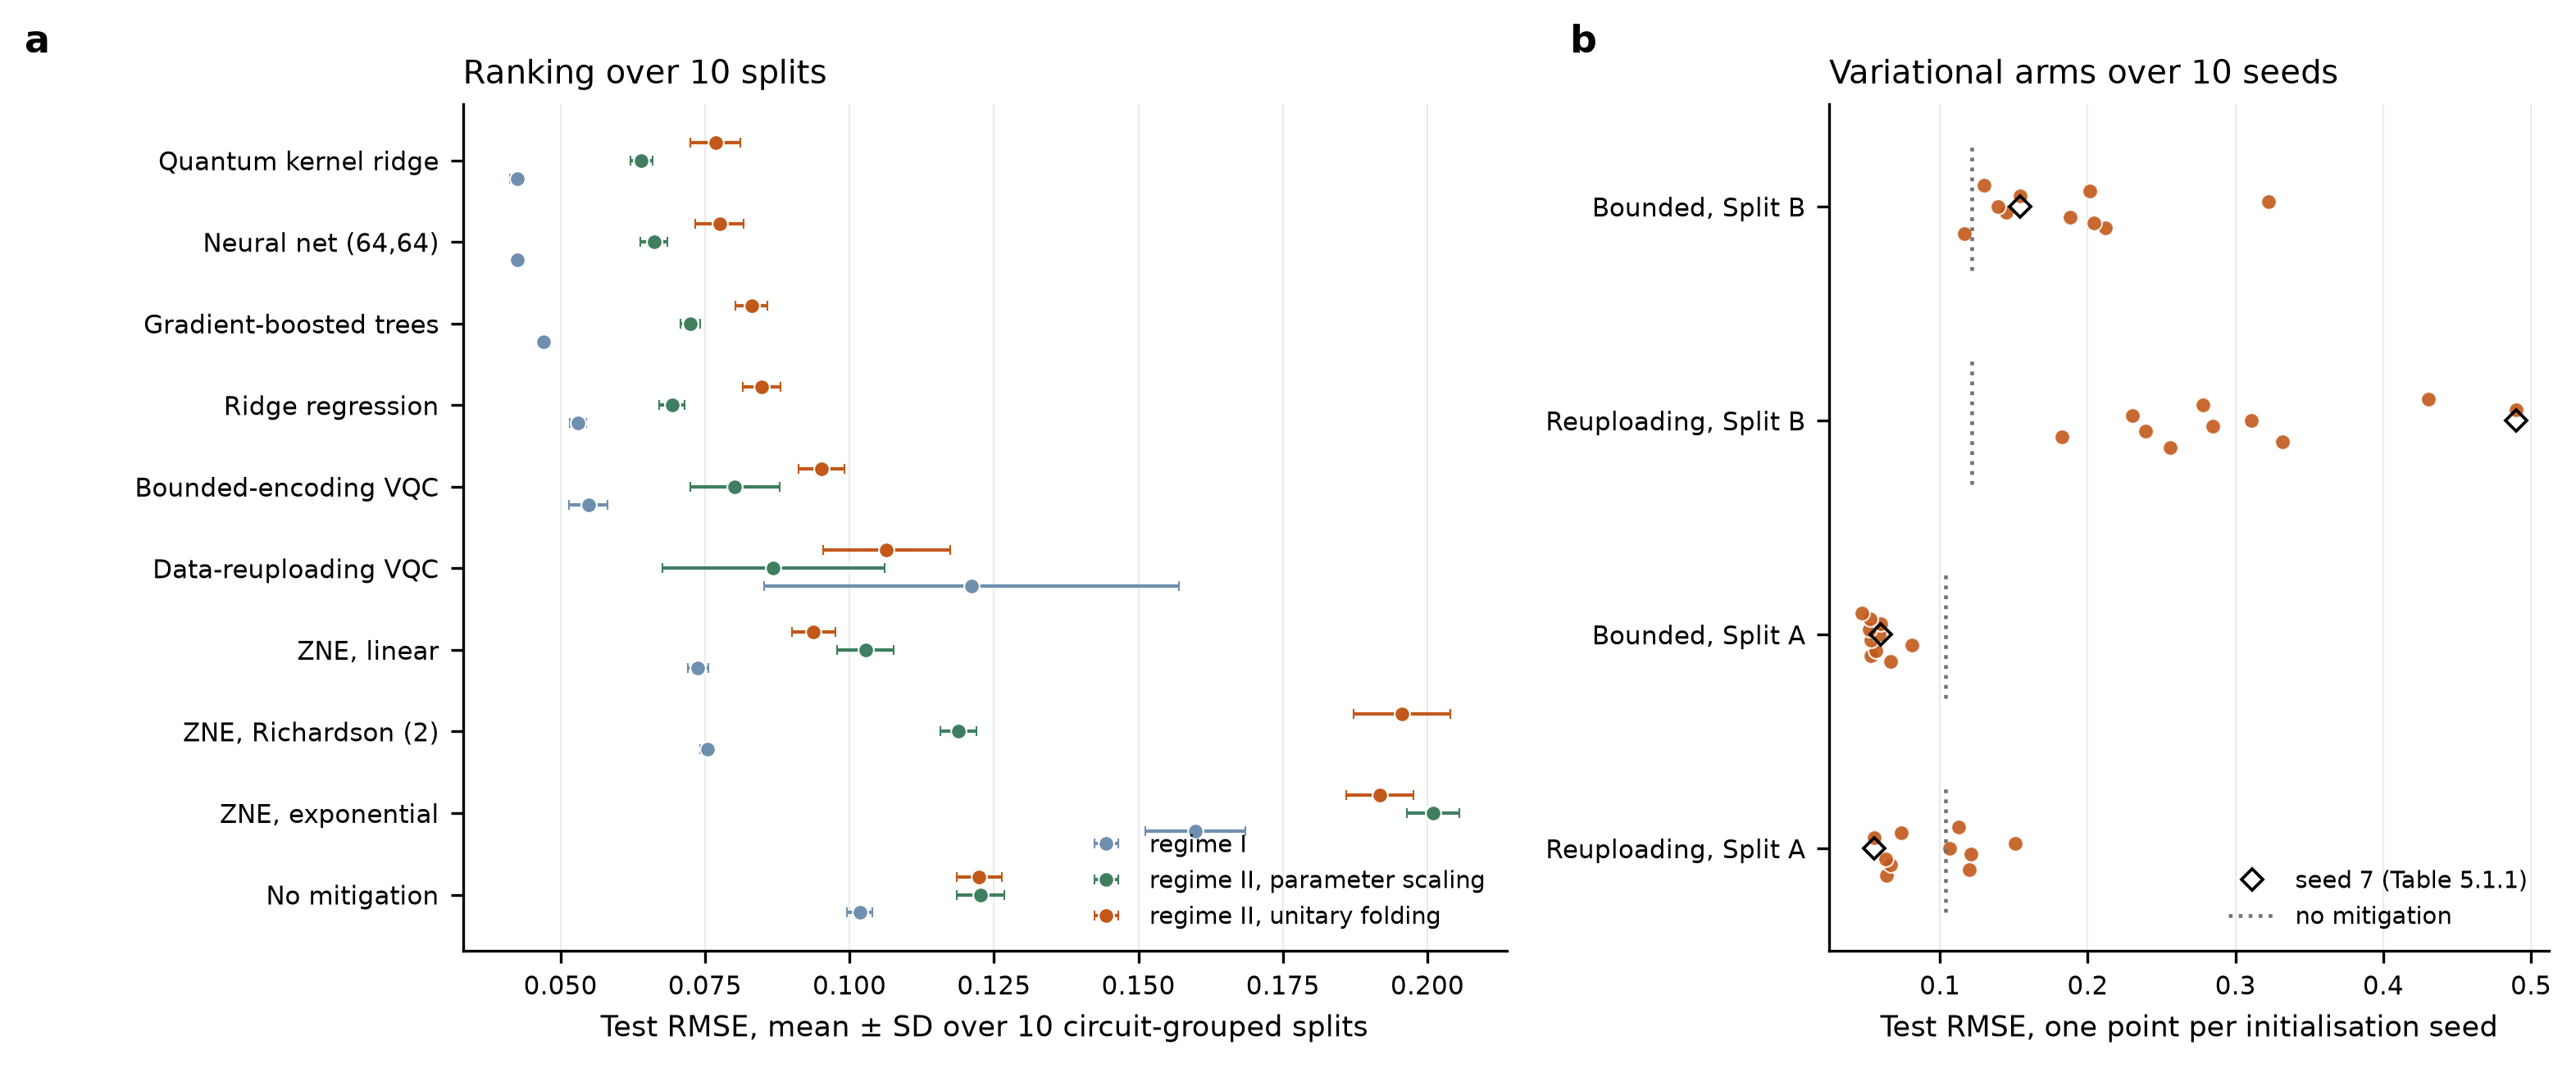 a
Ranking over 10 splits
Quantum kernel ridge
Neural net (64,64)
Gradient-boosted trees
Ridge regression
Bounded-encoding VQC
Data-reuploading VQC
ZNE, linear
ZNE, Richardson (2)
ZNE, exponential
No mitigation
regime I
regime II, parameter scaling
regime II, unitary folding
0.050 0.075 0.100 0.125 0.150 0.175 0.200
Test RMSE, mean ± SD over 10 circuit-grouped splits
b
Variational arms over 10 seeds
Bounded, Split B
Reuploading, Split B
Bounded, Split A
Reuploading, Split A
seed 7 (Table 5.1.1)
no mitigation
0.1 0.2 0.3 0.4 0.5
Test RMSE, one point per initialisation seed